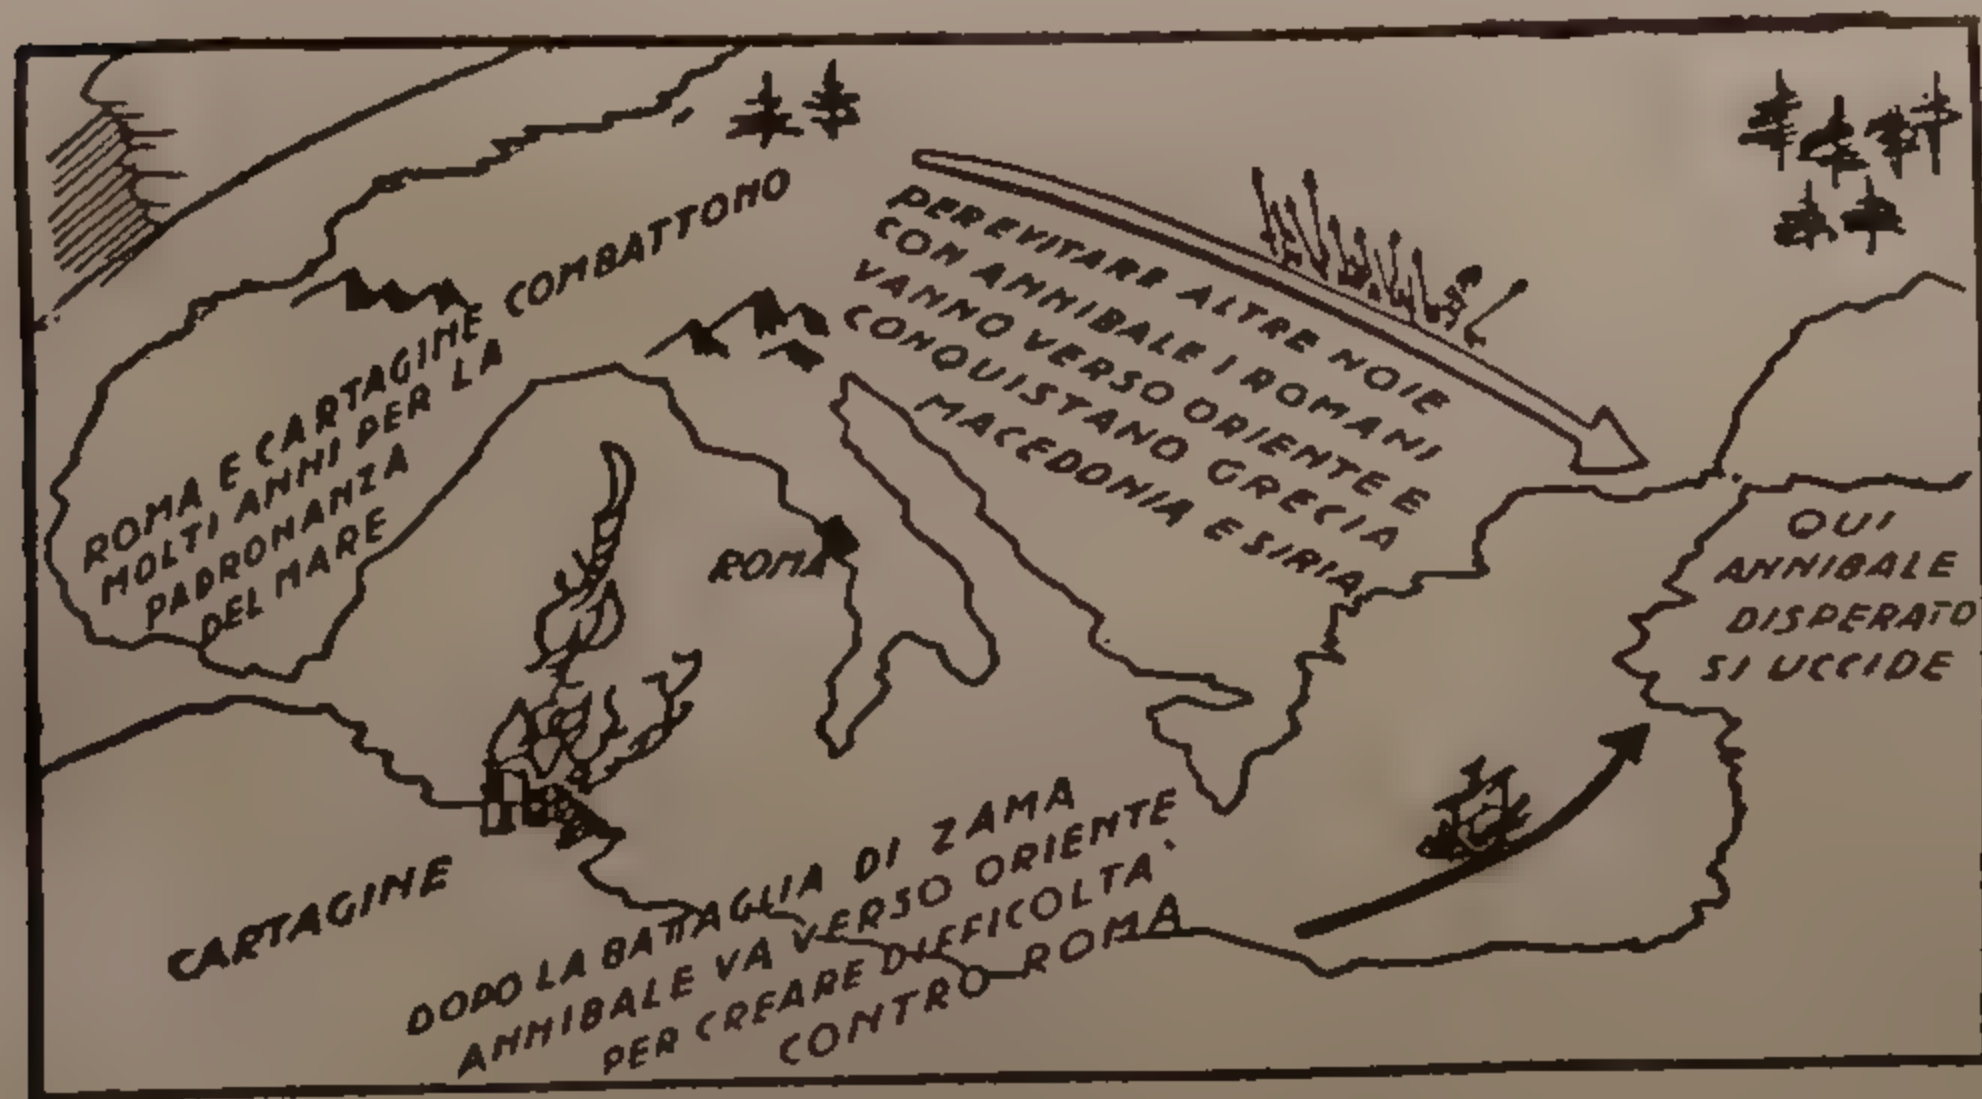 ROMA E CARTAGINE COMBATTONO
MOLTI ANNI PER LA
PADRONANZA
DEL MARE
PER EVITARE ALTRE NOIE
CON ANNIBALE I ROMANI
VANNO VERSO ORIENTE E
CONQUISTANO GRECIA
MACEDONIA E SIRIA
ROMA
QUI
ANNIBALE
DISPERATO
SI UCCIDE
CARTAGINE
DOPO LA BATTAGLIA DI ZAMA
ANNIBALE VA VERSO ORIENTE
PER CREARE DIFFICOLTA'
CONTRO ROMA